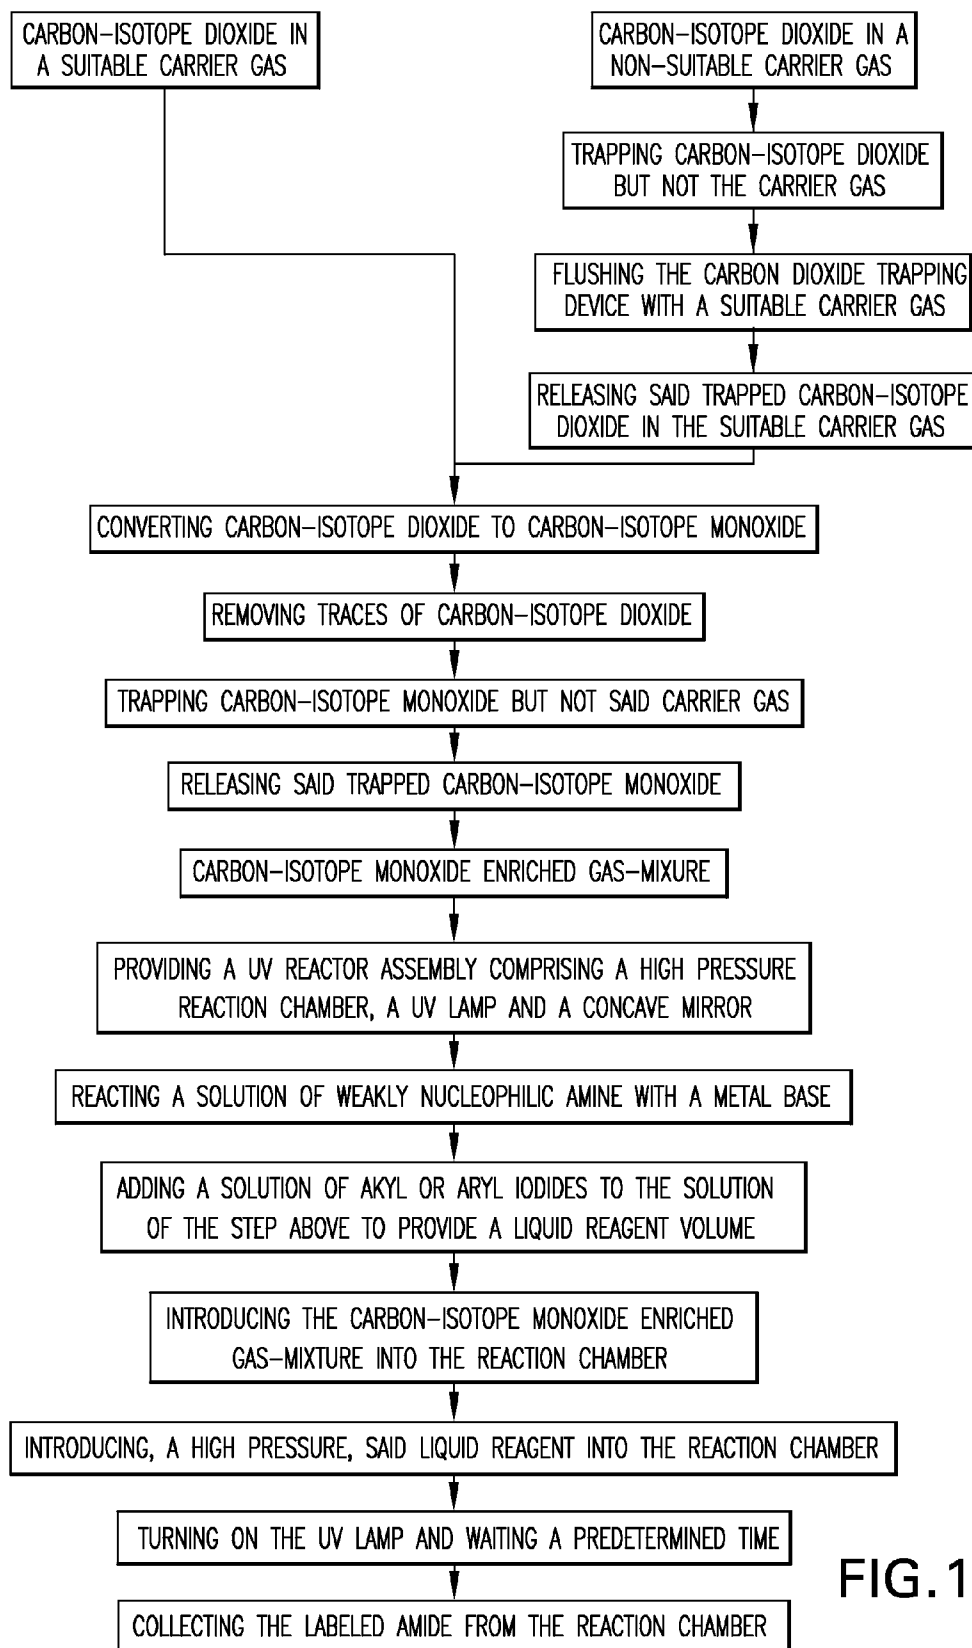 CARBON-ISOTOPE DIOXIDE IN
A SUITABLE CARRIER GAS
CARBON-ISOTOPE DIOXIDE IN A
NON-SUITABLE CARRIER GAS
TRAPPING CARBON-ISOTOPE DIOXIDE
BUT NOT THE CARRIER GAS
FLUSHING THE CARBON DIOXIDE TRAPPING
DEVICE WITH A SUITABLE CARRIER GAS
RELEASING SAID TRAPPED CARBON-ISOTOPE
DIOXIDE IN THE SUITABLE CARRIER GAS
CONVERTING CARBON-ISOTOPE DIOXIDE TO CARBON-ISOTOPE MONOXIDE
REMOVING TRACES OF CARBON-ISOTOPE DIOXIDE
TRAPPING CARBON-ISOTOPE MONOXIDE BUT NOT SAID CARRIER GAS
RELEASING SAID TRAPPED CARBON-ISOTOPE MONOXIDE
CARBON-ISOTOPE MONOXIDE ENRICHED GAS-MIXURE
PROVIDING A UV REACTOR ASSEMBLY COMPRISING A HIGH PRESSURE
REACTION CHAMBER, A UV LAMP AND A CONCAVE MIRROR
REACTING A SOLUTION OF WEAKLY NUCLEOPHILIC AMINE WITH A METAL BASE
ADDING A SOLUTION OF AKYL OR ARYL IODIDES TO THE SOLUTION
OF THE STEP ABOVE TO PROVIDE A LIQUID REAGENT VOLUME
INTRODUCING THE CARBON-ISOTOPE MONOXIDE ENRICHED
GAS-MIXTURE INTO THE REACTION CHAMBER
INTRODUCING, A HIGH PRESSURE, SAID LIQUID REAGENT INTO THE REACTION CHAMBER
TURNING ON THE UV LAMP AND WAITING A PREDETERMINED TIME
COLLECTING THE LABELED AMIDE FROM THE REACTION CHAMBER
FIG.1